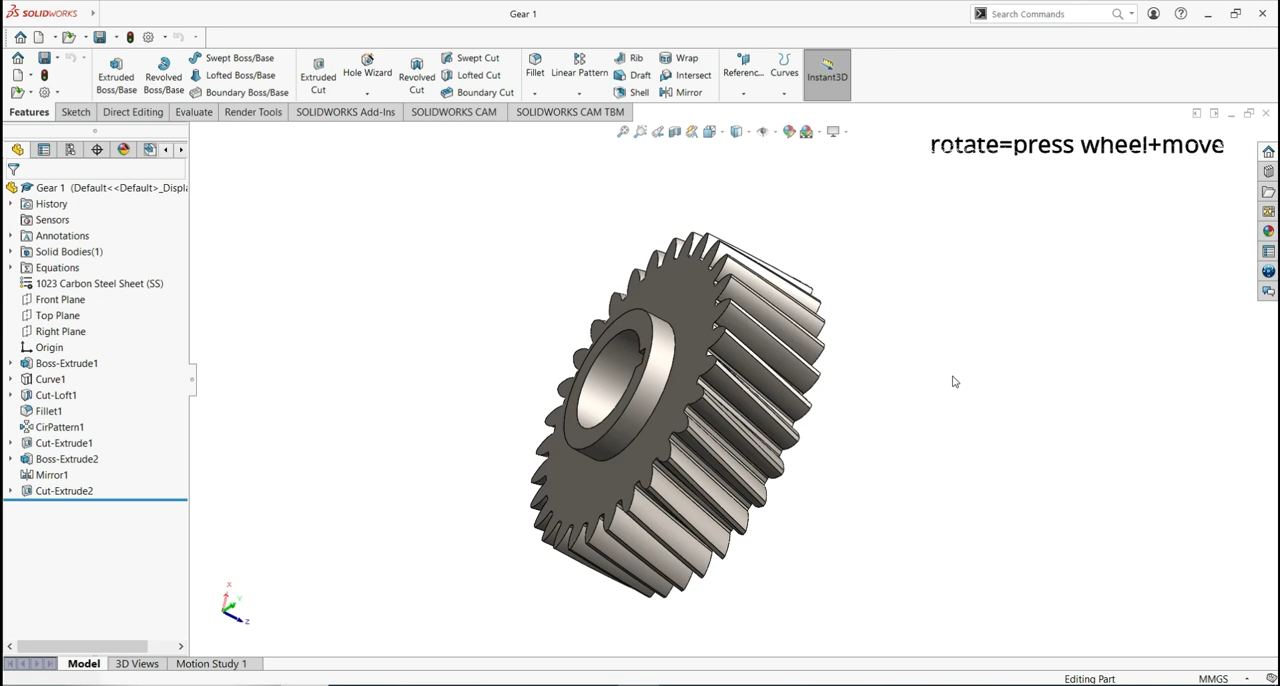 SOLIDWORKS
Gear 1
Search Commands
Extruded Boss/Base
Revolved Boss/Base
Swept Boss/Base
Lofted Boss/Base
Boundary Boss/Base
Extruded Cut
Hole Wizard
Revolved Cut
Swept Cut
Lofted Cut
Boundary Cut
Fillet
Linear Pattern
Rib
Draft
Shell
Wrap
Intersect
Mirror
Referenc...
Curves
Instant3D
Features
Sketch
Direct Editing
Evaluate
Render Tools
SOLIDWORKS Add-Ins
SOLIDWORKS CAM
SOLIDWORKS CAM TBM
rotate=press wheel+move
Gear 1 (Default<<Default>_Displa
History
Sensors
Annotations
Solid Bodies(1)
Equations
1023 Carbon Steel Sheet (SS)
Front Plane
Top Plane
Right Plane
Origin
Boss-Extrude1
Curve1
Cut-Loft1
Fillet1
CirPattern1
Cut-Extrude1
Boss-Extrude2
Mirror1
Cut-Extrude2
X
Y
Z
Model
3D Views
Motion Study 1
Editing Part
MMGS